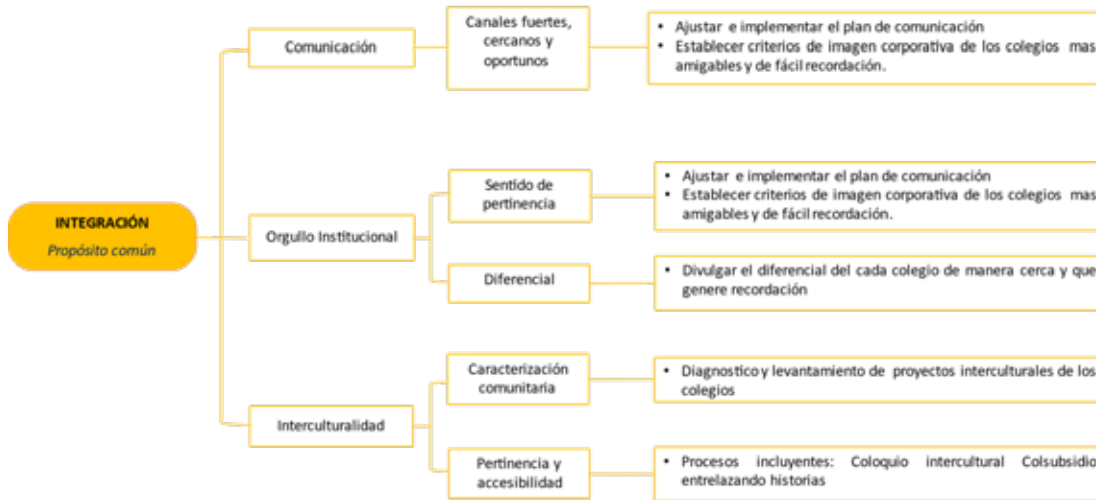 INTEGRACIÓN
Propósito común
Comunicación
Canales fuertes,
cercanos y
oportunos
• Ajustar e implementar el plan de comunicación
• Establecer criterios de imagen corporativa de los colegios mas
amigables y de fácil recordación.
Orgullo Institucional
Sentido de
pertinencia
• Ajustar e implementar el plan de comunicación
• Establecer criterios de imagen corporativa de los colegios mas
amigables y de fácil recordación.
Diferencial
• Divulgar el diferencial del cada colegio de manera cerca y que
genere recordación
Interculturalidad
Caracterización
comunitaria
• Diagnostico y levantamiento de proyectos interculturales de los
colegios
Pertinencia y
accesibilidad
• Procesos incluyentes: Coloquio intercultural Colsubsidio
entrelazando historias